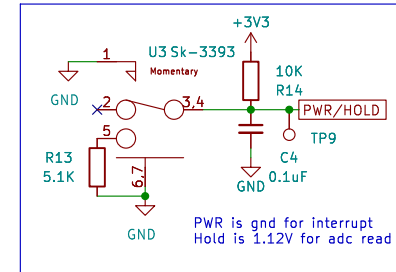 +3V3
1
U3 Sk-3393
Momentary
GND
10K
R14
2
3,4
PWR/HOLD
5
TP9
R13
5.1K
6,7
C4
0.1uF
GND
GND
PWR is gnd for interrupt
Hold is 1.12V for adc read